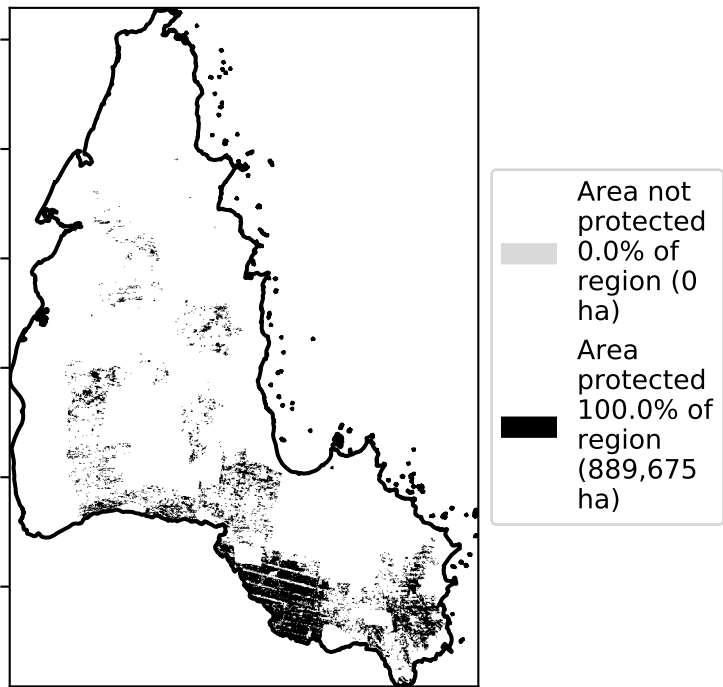 Area not
protected
0.0% of
region (0
ha)
Area
protected
100.0% of
region
(889,675
ha)